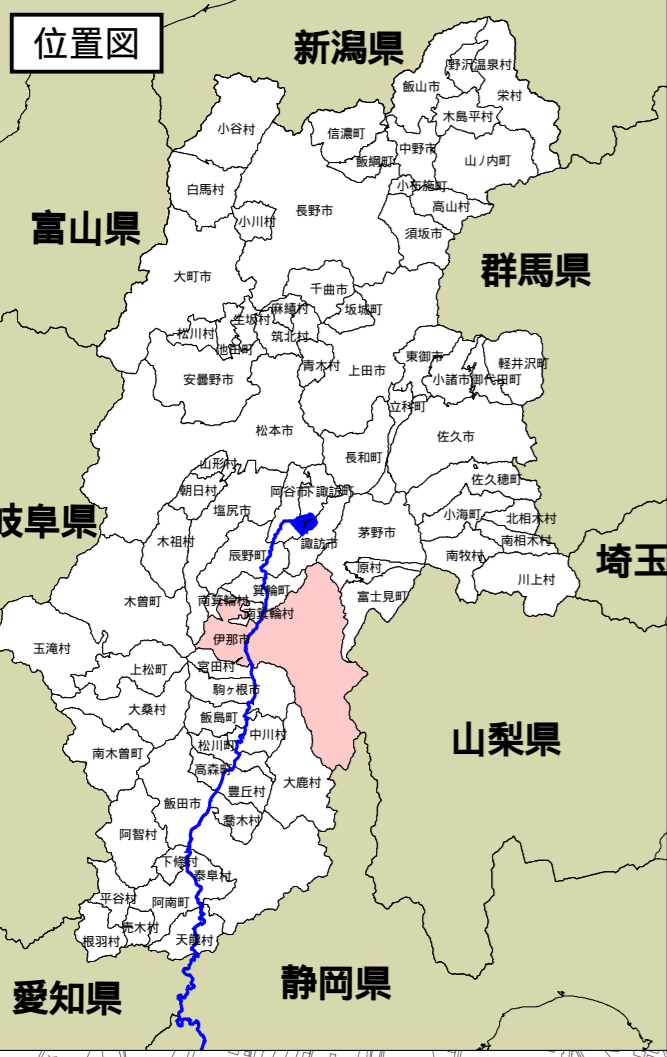 位置図
新潟県
野沢温泉村
飯山市
栄村
木島平村
小谷村
信濃町
中野市
飯綱町
山ノ内町
白馬村
小布施町
高山村
長野市
小川村
富山県
須坂市
群馬県
大町市
千曲市
麻績村
坂城町
生坂村
松川村
筑北村
池田町
東御市
軽井沢町
青木村
上田市
安曇野市
小諸市
御代田町
立科町
松本市
佐久市
長和町
山形村
佐久穂町
朝日村
岡谷市
下諏訪町
塩尻市
小海町
北相木村
岐阜県
茅野市
木祖村
諏訪市
南相木村
辰野町
南牧村
埼玉
原村
川上村
箕輪町
木曽町
南箕輪村
富士見町
南箕輪村
伊那市
玉滝村
宮田村
上松町
駒ヶ根市
大桑村
飯島町
中川村
松川町
山梨県
南木曽町
高森町
大鹿村
豊丘村
飯田市
喬木村
阿智村
下條村
泰阜村
平谷村
阿南町
売木村
根羽村
天龍村
静岡県
愛知県